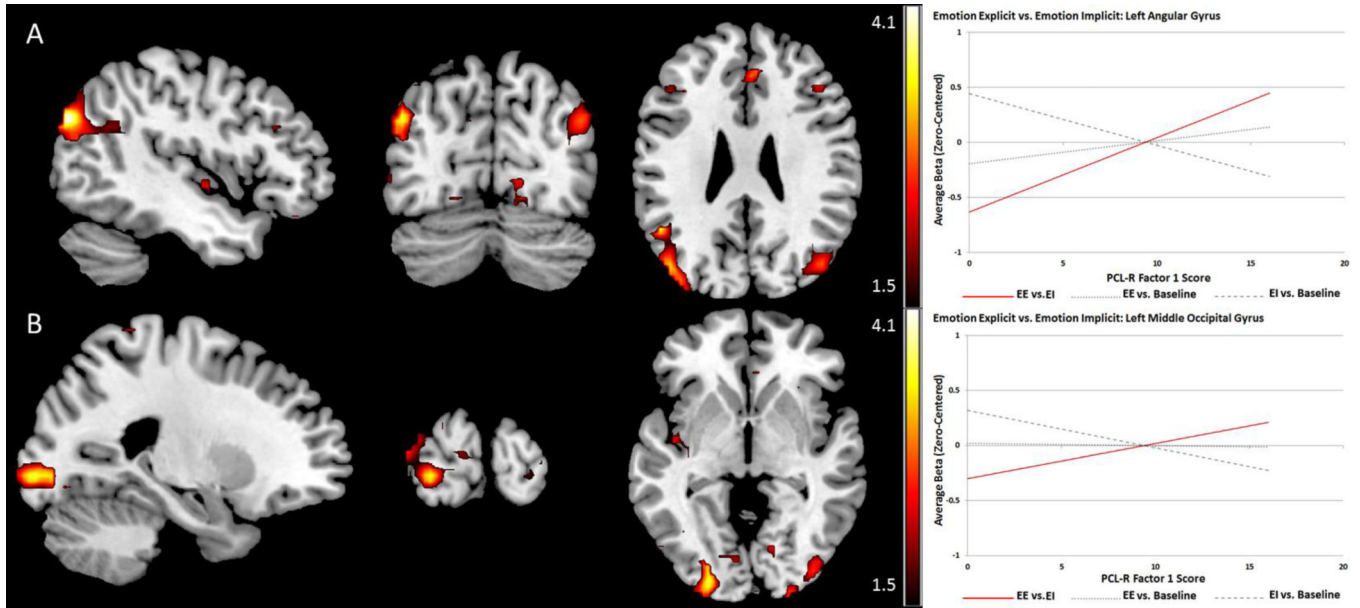 A
4.1
1.5
Emotion Explicit vs. Emotion Implicit: Left Angular Gyrus
1
0.5
0
-0.5
-1
Average Beta (Zero-Centered)
0 5 10 15 20
PCL-R Factor 1 Score
EE vs.EI EE vs. Baseline EI vs. Baseline
B
4.1
1.5
Emotion Explicit vs. Emotion Implicit: Left Middle Occipital Gyrus
1
0.5
0
-0.5
-1
Average Beta (Zero-Centered)
0 5 10 15 20
PCL-R Factor 1 Score
EE vs.EI EE vs. Baseline EI vs. Baseline